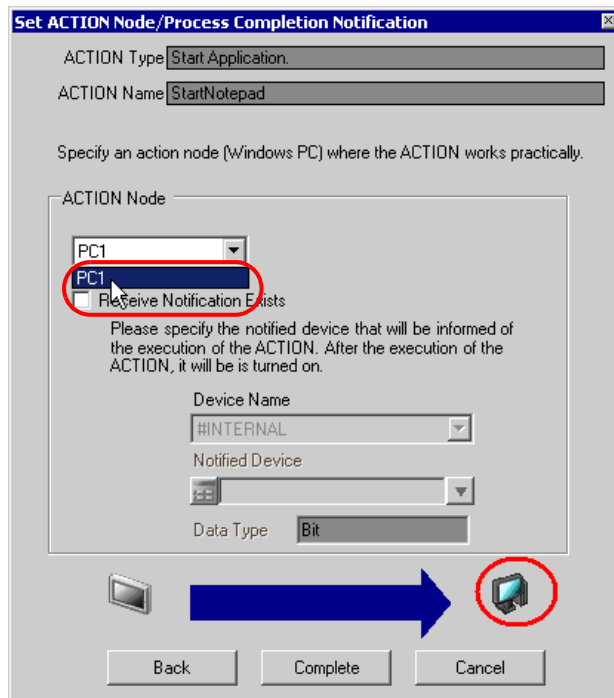 Set ACTION Node/Process Completion Notification
ACTION Type Start Application.
ACTION Name StartNotepad
Specify an action node (Windows PC) where the ACTION works practically.
ACTION Node
PC1
PC1
Receive Notification Exists
Please specify the notified device that will be informed of
the execution of the ACTION. After the execution of the
ACTION, it will be is turned on.
Device Name
#INTERNAL
Notified Device
Data Type Bit
Back Complete Cancel